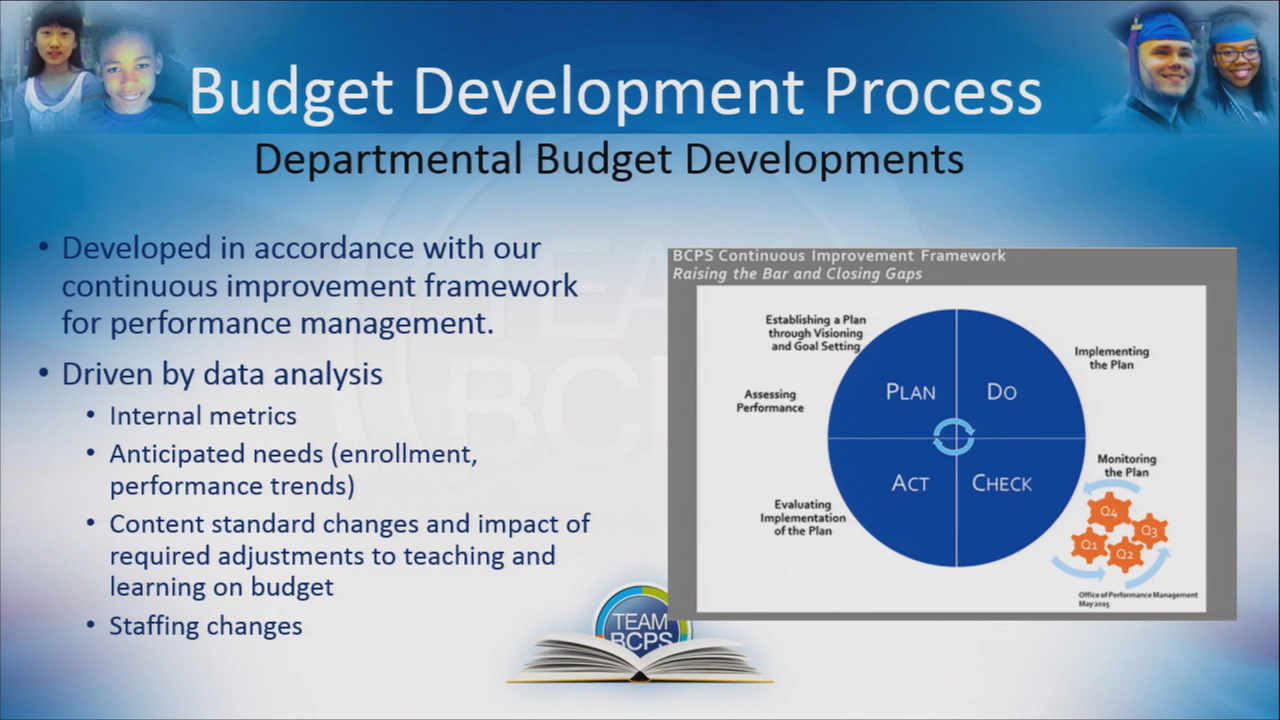 Budget Development Process
Departmental Budget Developments
• Developed in accordance with our
continuous improvement framework
for performance management.
• Driven by data analysis
• Internal metrics
• Anticipated needs (enrollment,
performance trends)
• Content standard changes and impact of
required adjustments to teaching and
learning on budget
• Staffing changes
BCPS Continuous Improvement Framework
Raising the Bar and Closing Gaps
Establishing a Plan
through Visioning
and Goal Setting
Assessing
Performance
Evaluating
Implementation
of the Plan
PLAN
DO
ACT
CHECK
Implementing
the Plan
Monitoring
the Plan
Q4
Q3
Q1
Q2
Office of Performance Management
May 2015
TEAM
BCPS
TEAM
BCPS